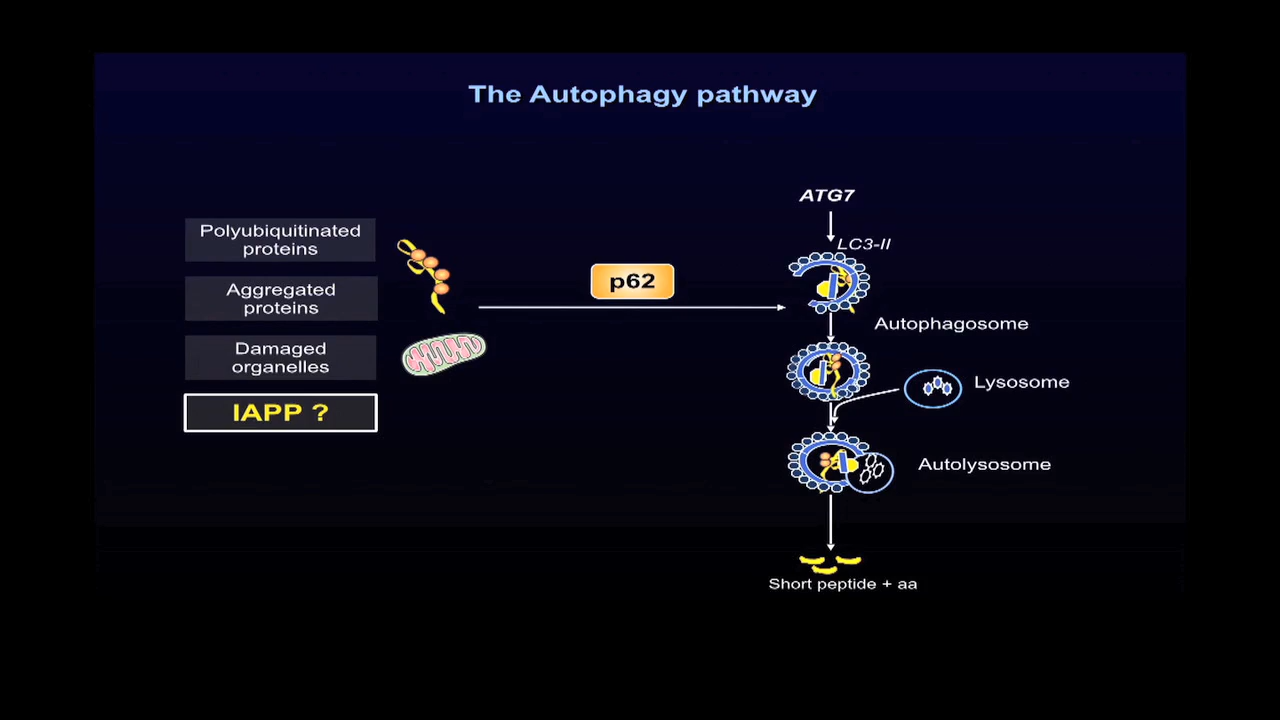 The Autophagy pathway
Polyubiquitinated
proteins
Aggregated
proteins
Damaged
organelles
IAPP ?
p62
ATG7
LC3-II
Autophagosome
Lysosome
Autolysosome
Short peptide + aa